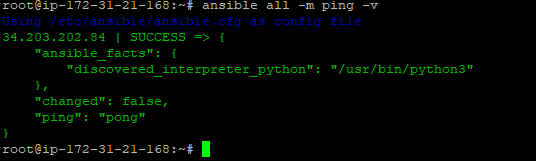 root@ip-172-31-21-168:~# ansible all -m ping -v
Using /etc/ansible/ansible.cfg as config file
34.203.202.84 | SUCCESS => {
    "ansible_facts": {
        "discovered_interpreter_python": "/usr/bin/python3"
    },
    "changed": false,
    "ping": "pong"
}
root@ip-172-31-21-168:~#